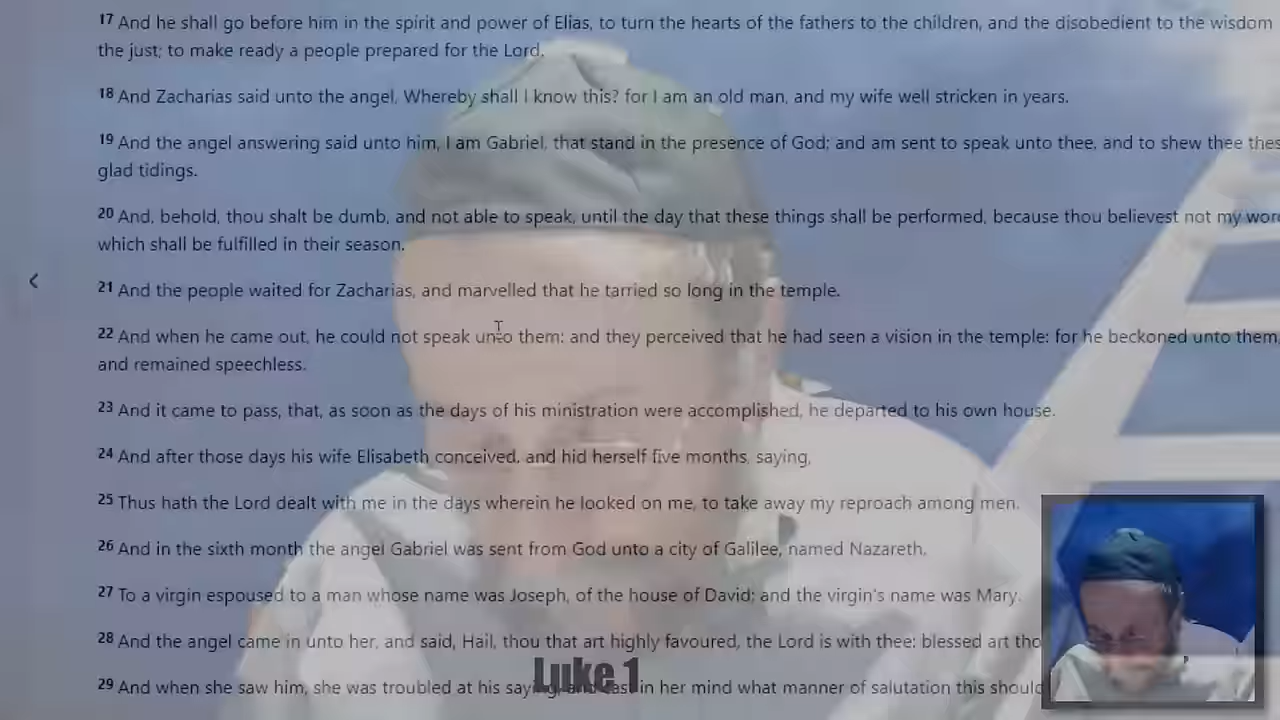 17 And he shall go before him in the spirit and power of Elias, to turn the hearts of the fathers to the children, and the disobedient to the wisdom
the just; to make ready a people prepared for the Lord.
18 And Zacharias said unto the angel, Whereby shall I know this? for I am an old man, and my wife well stricken in years.
19 And the angel answering said unto him, I am Gabriel, that stand in the presence of God; and am sent to speak unto thee, and to shew thee thes
glad tidings.
20 And, behold, thou shalt be dumb, and not able to speak, until the day that these things shall be performed, because thou believest not my wor
which shall be fulfilled in their season.
21 And the people waited for Zacharias, and marvelled that he tarried so long in the temple.
22 And when he came out, he could not speak unto them: and they perceived that he had seen a vision in the temple: for he beckoned unto them,
and remained speechless.
23 And it came to pass, that, as soon as the days of his ministration were accomplished, he departed to his own house.
24 And after those days his wife Elisabeth conceived, and hid herself five months, saying,
25 Thus hath the Lord dealt with me in the days wherein he looked on me, to take away my reproach among men.
26 And in the sixth month the angel Gabriel was sent from God unto a city of Galilee, named Nazareth,
27 To a virgin espoused to a man whose name was Joseph, of the house of David; and the virgin's name was Mary.
28 And the angel came in unto her, and said, Hail, thou that art highly favoured, the Lord is with thee: blessed art tho
29 And when she saw him, she was troubled at his saying, and cast in her mind what manner of salutation this should
Luke 1